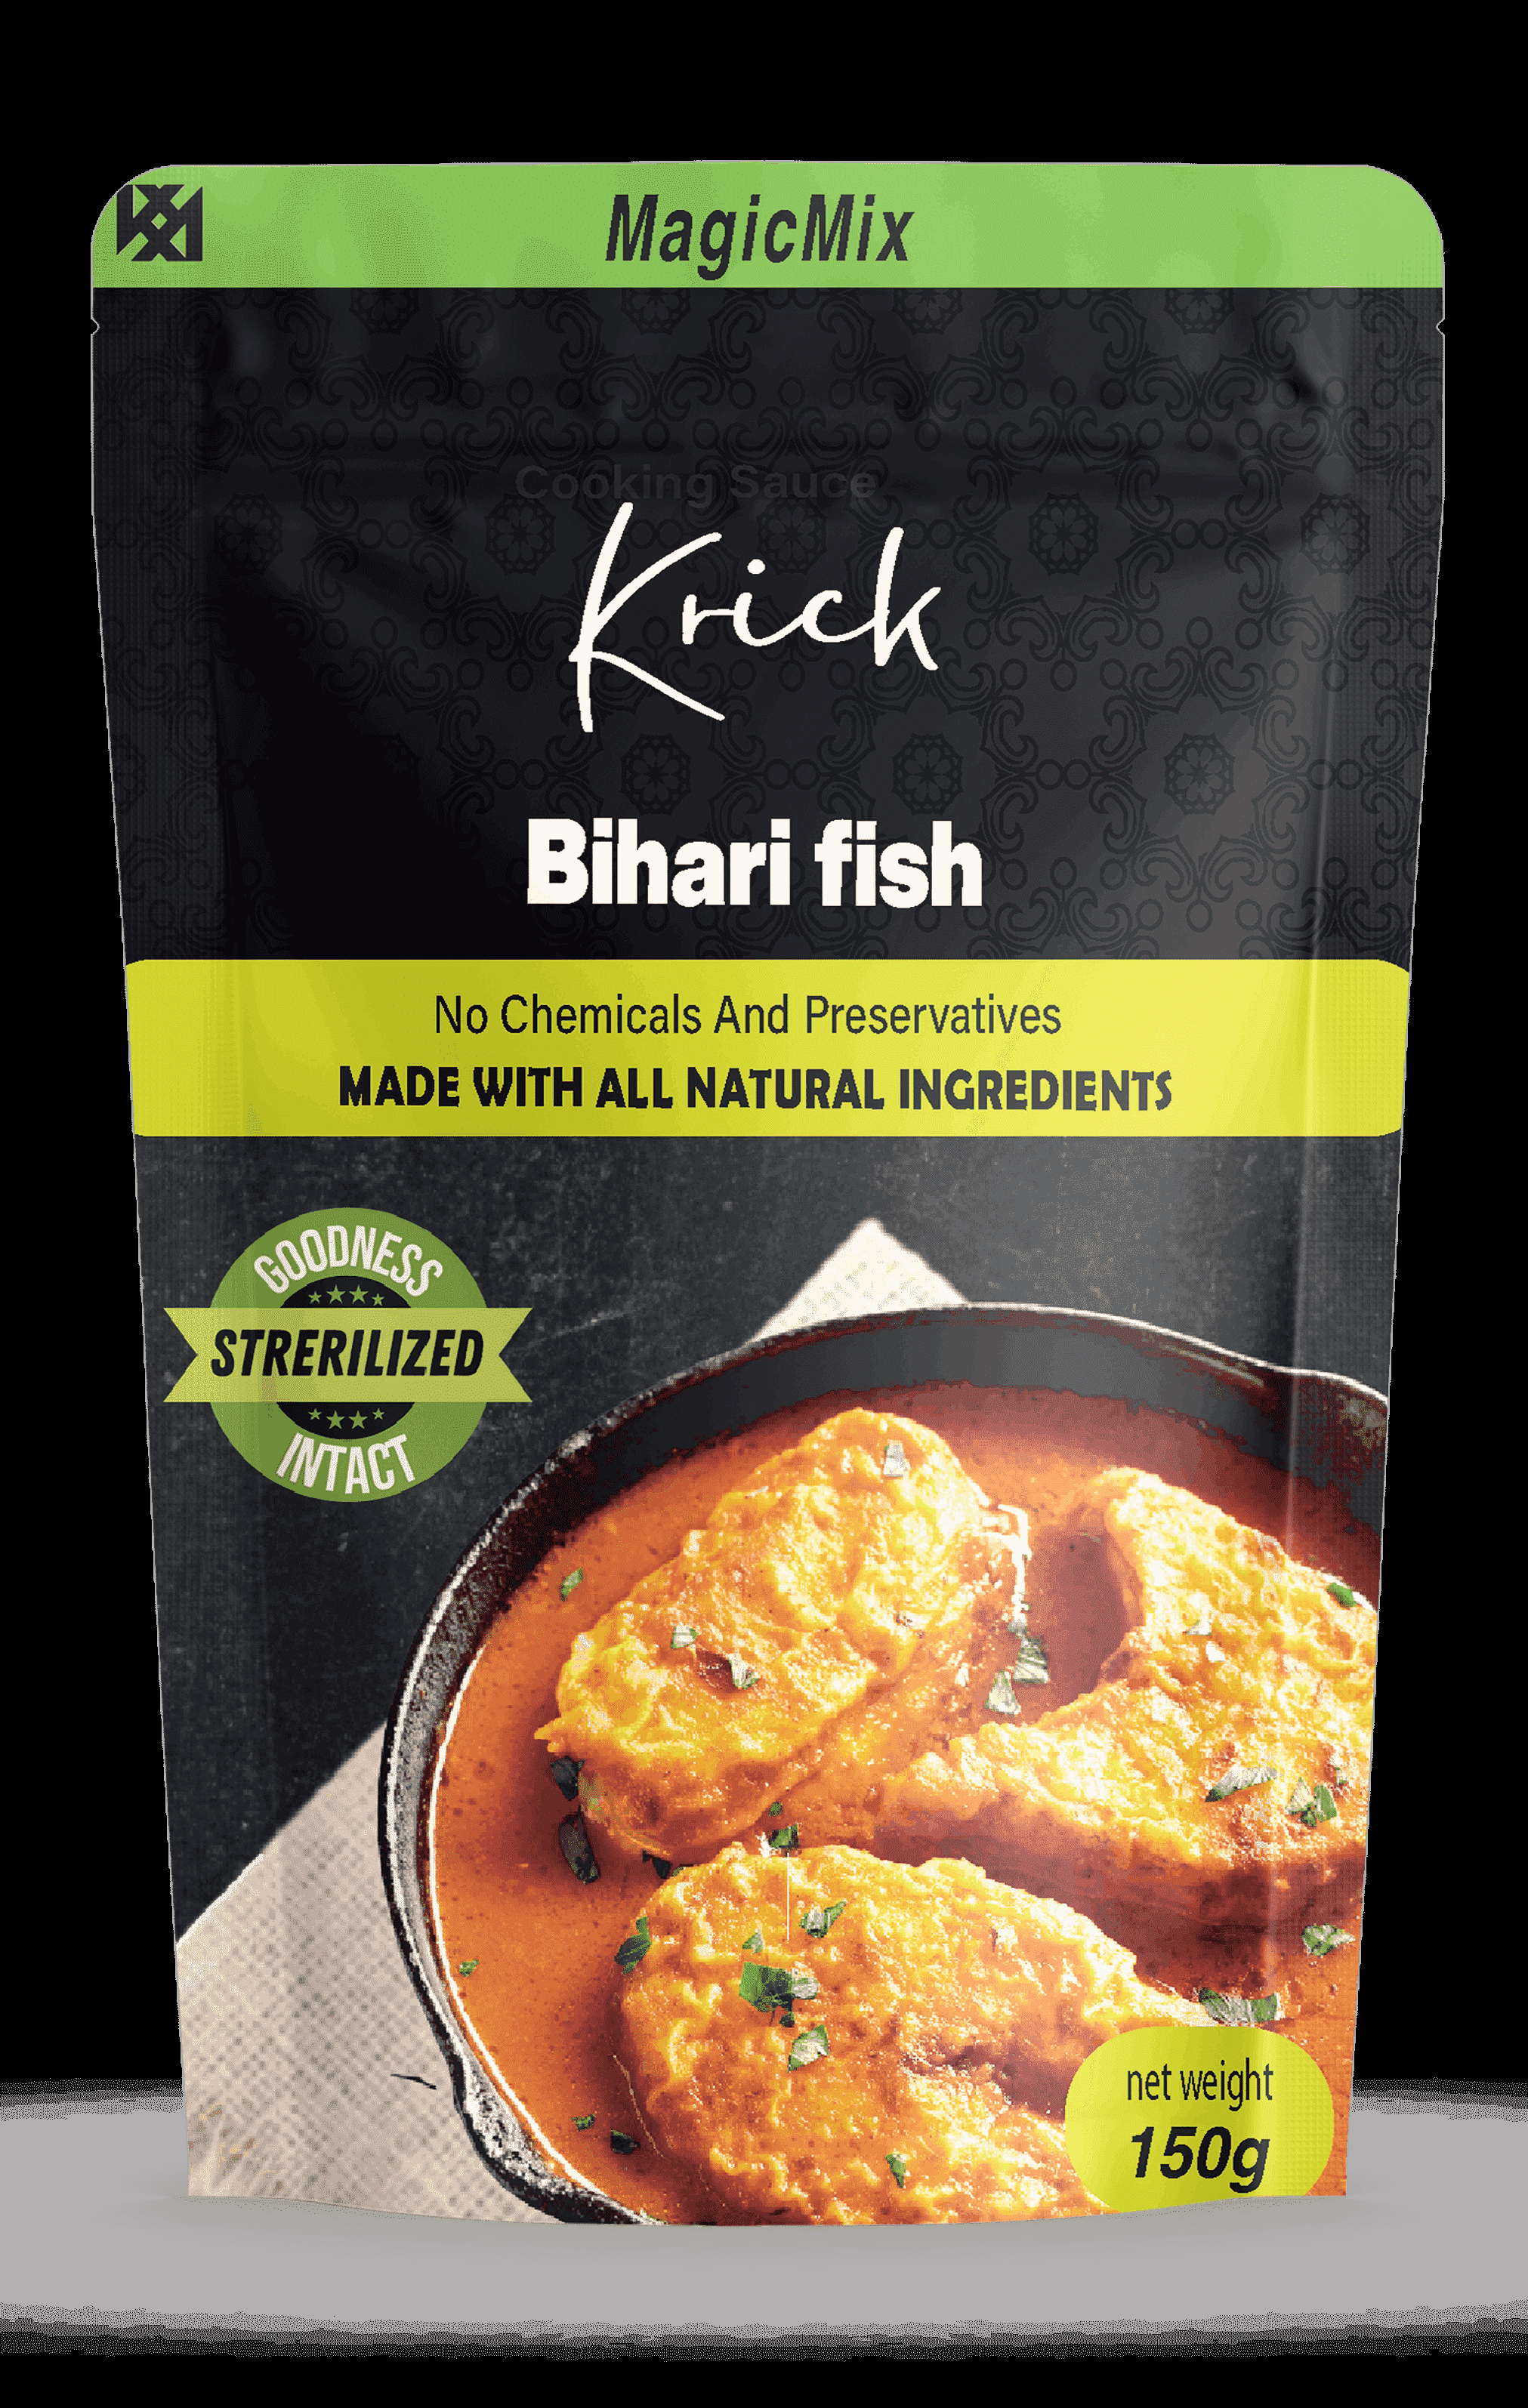 MagicMix
Cooking Sauce
Krick
Bihari fish
No Chemicals And Preservatives
MADE WITH ALL NATURAL INGREDIENTS
GOODNESS
STRERILIZED
INTACT
net weight
150g